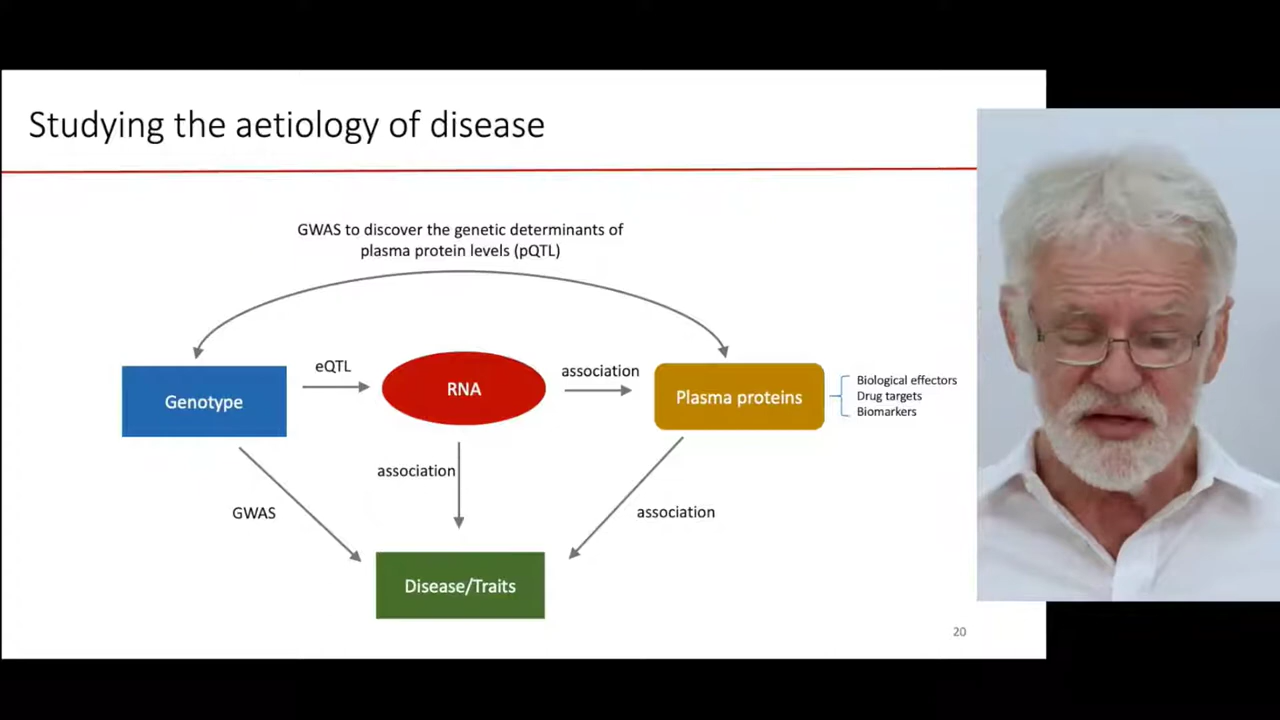 Studying the aetiology of disease
GWAS to discover the genetic determinants of
plasma protein levels (pQTL)
eQTL
association
Genotype
RNA
Plasma proteins
Biological effectors
Drug targets
Biomarkers
association
GWAS
association
Disease/Traits
20